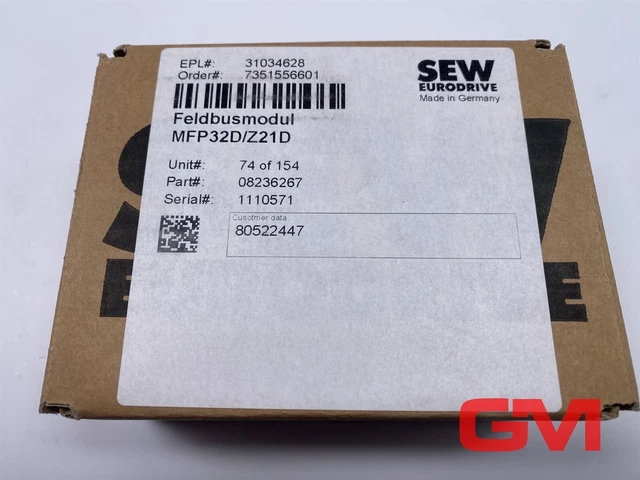 EPL#: 31034628
Order#: 7351556601
SEW
EURODRIVE
Made in Germany
Feldbusmodul
MFP32D/Z21D
Unit#: 74 of 154
Part#: 08236267
Serial#: 1110571
Cusotmer data
80522447
GM